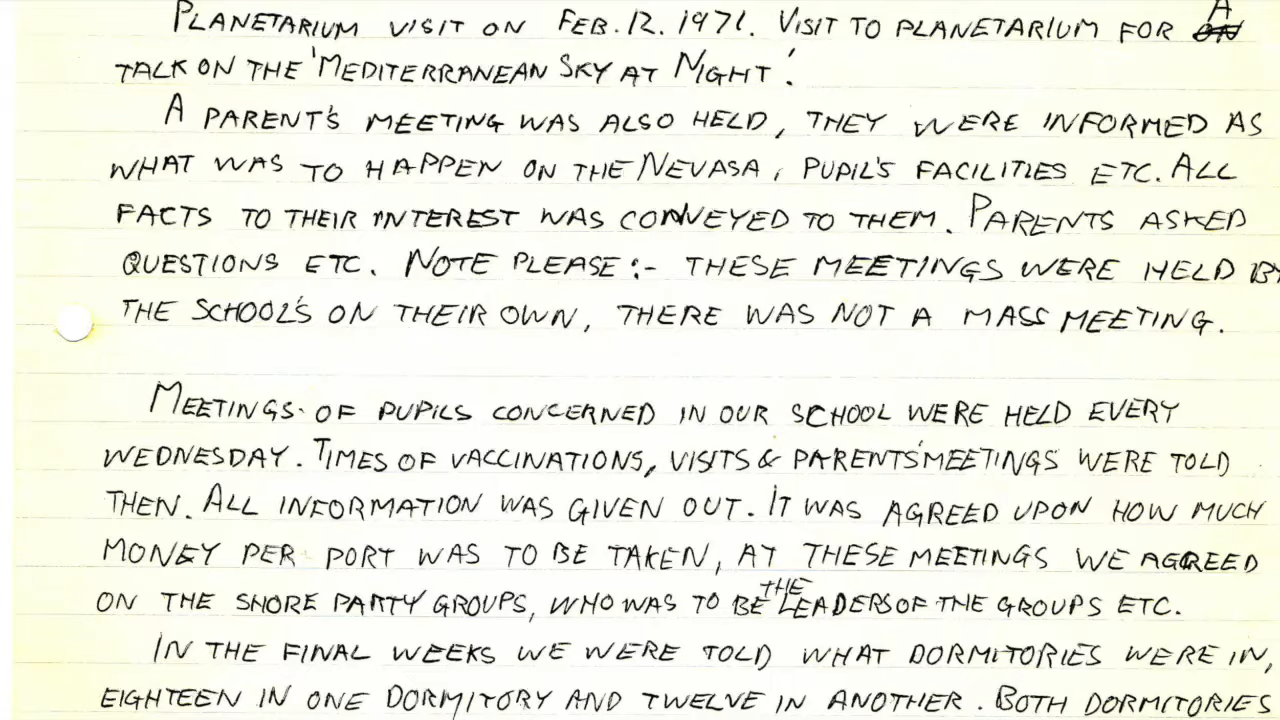 PLANETARIUM VISIT ON FEB. 12. 1971. VISIT TO PLANETARIUM FOR A
TALK ON THE 'MEDITERRANEAN SKY AT NIGHT'.
A PARENT'S MEETING WAS ALSO HELD, THEY WERE INFORMED AS
WHAT WAS TO HAPPEN ON THE NEVASA, PUPIL'S FACILITIES ETC. ALL
FACTS TO THEIR INTEREST WAS CONVEYED TO THEM. PARENTS ASKED
QUESTIONS ETC. NOTE PLEASE:- THESE MEETINGS WERE HELD BY
THE SCHOOL'S ON THEIR OWN, THERE WAS NOT A MASS MEETING.
MEETINGS OF PUPILS CONCERNED IN OUR SCHOOL WERE HELD EVERY
WEDNESDAY. TIMES OF VACCINATIONS, VISITS & PARENTS' MEETINGS WERE TOLD
THEN. ALL INFORMATION WAS GIVEN OUT. IT WAS AGREED UPON HOW MUCH
MONEY PER PORT WAS TO BE TAKEN, AT THESE MEETINGS WE AGREED
ON THE SHORE PARTY GROUPS, WHO WAS TO BE THE LEADERS OF THE GROUPS ETC.
IN THE FINAL WEEKS WE WERE TOLD WHAT DORMITORIES WERE IN,
EIGHTEEN IN ONE DORMITORY AND TWELVE IN ANOTHER. BOTH DORMITORIES